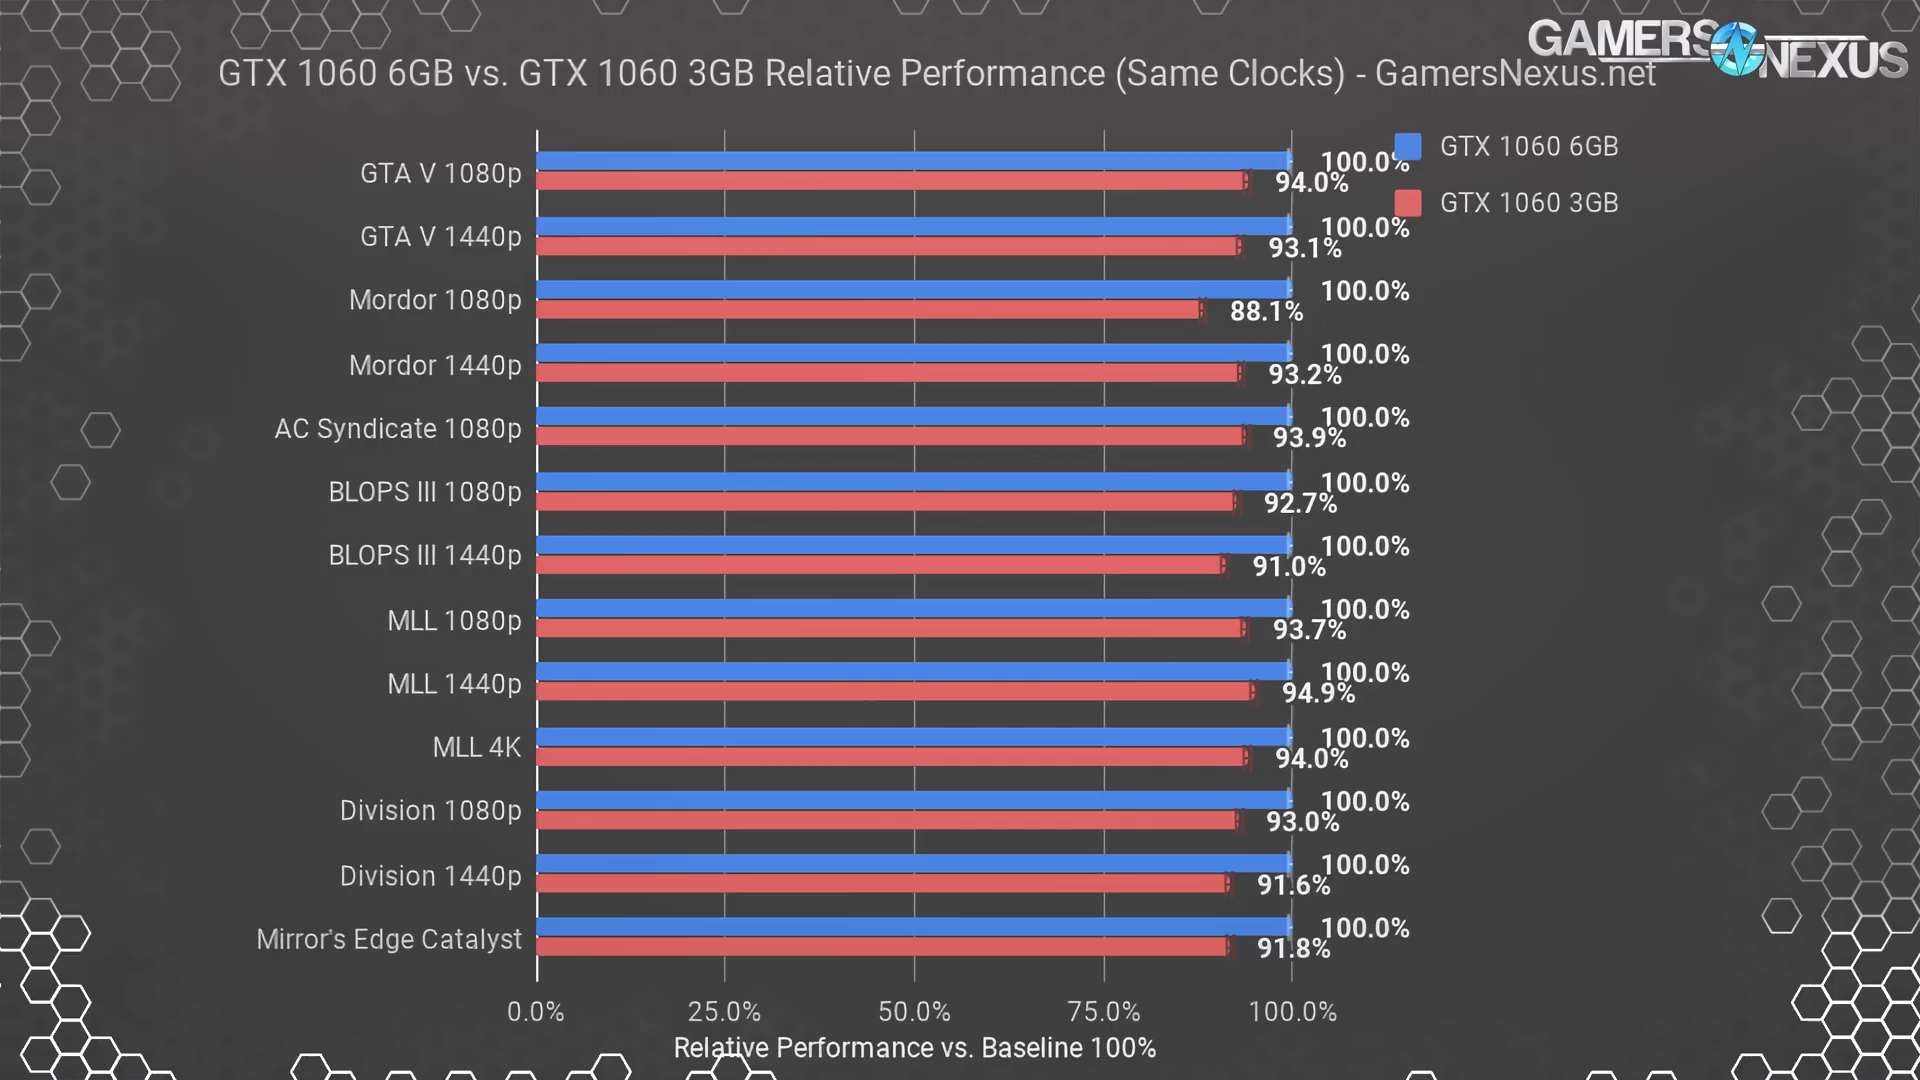 GAMERS NEXUS
GTX 1060 6GB vs. GTX 1060 3GB Relative Performance (Same Clocks) - GamersNexus.net
GTX 1060 6GB
GTX 1060 3GB
GTA V 1080p 100.0% 94.0%
GTA V 1440p 100.0% 93.1%
Mordor 1080p 100.0% 88.1%
Mordor 1440p 100.0% 93.2%
AC Syndicate 1080p 100.0% 93.9%
BLOPS III 1080p 100.0% 92.7%
BLOPS III 1440p 100.0% 91.0%
MLL 1080p 100.0% 93.7%
MLL 1440p 100.0% 94.9%
MLL 4K 100.0% 94.0%
Division 1080p 100.0% 93.0%
Division 1440p 100.0% 91.6%
Mirror's Edge Catalyst 100.0% 91.8%
0.0% 25.0% 50.0% 75.0% 100.0%
Relative Performance vs. Baseline 100%